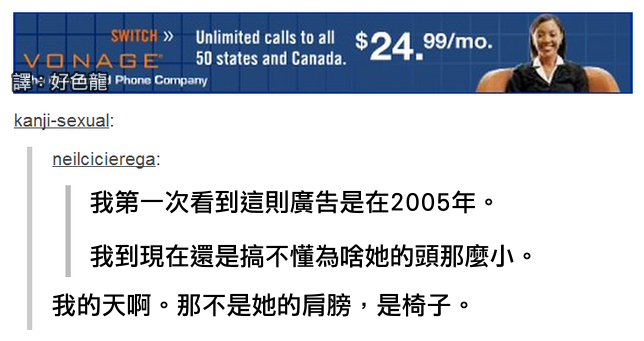 SWITCH »
VONAGE
Unlimited calls to all
50 states and Canada.
$24.99/mo.
譯：好色龍
Phone Company
kanji-sexual:
neilcicierega:
我第一次看到這則廣告是在2005年。
我到現在還是搞不懂為啥她的頭那麼小。
我的天啊。那不是她的肩膀，是椅子。